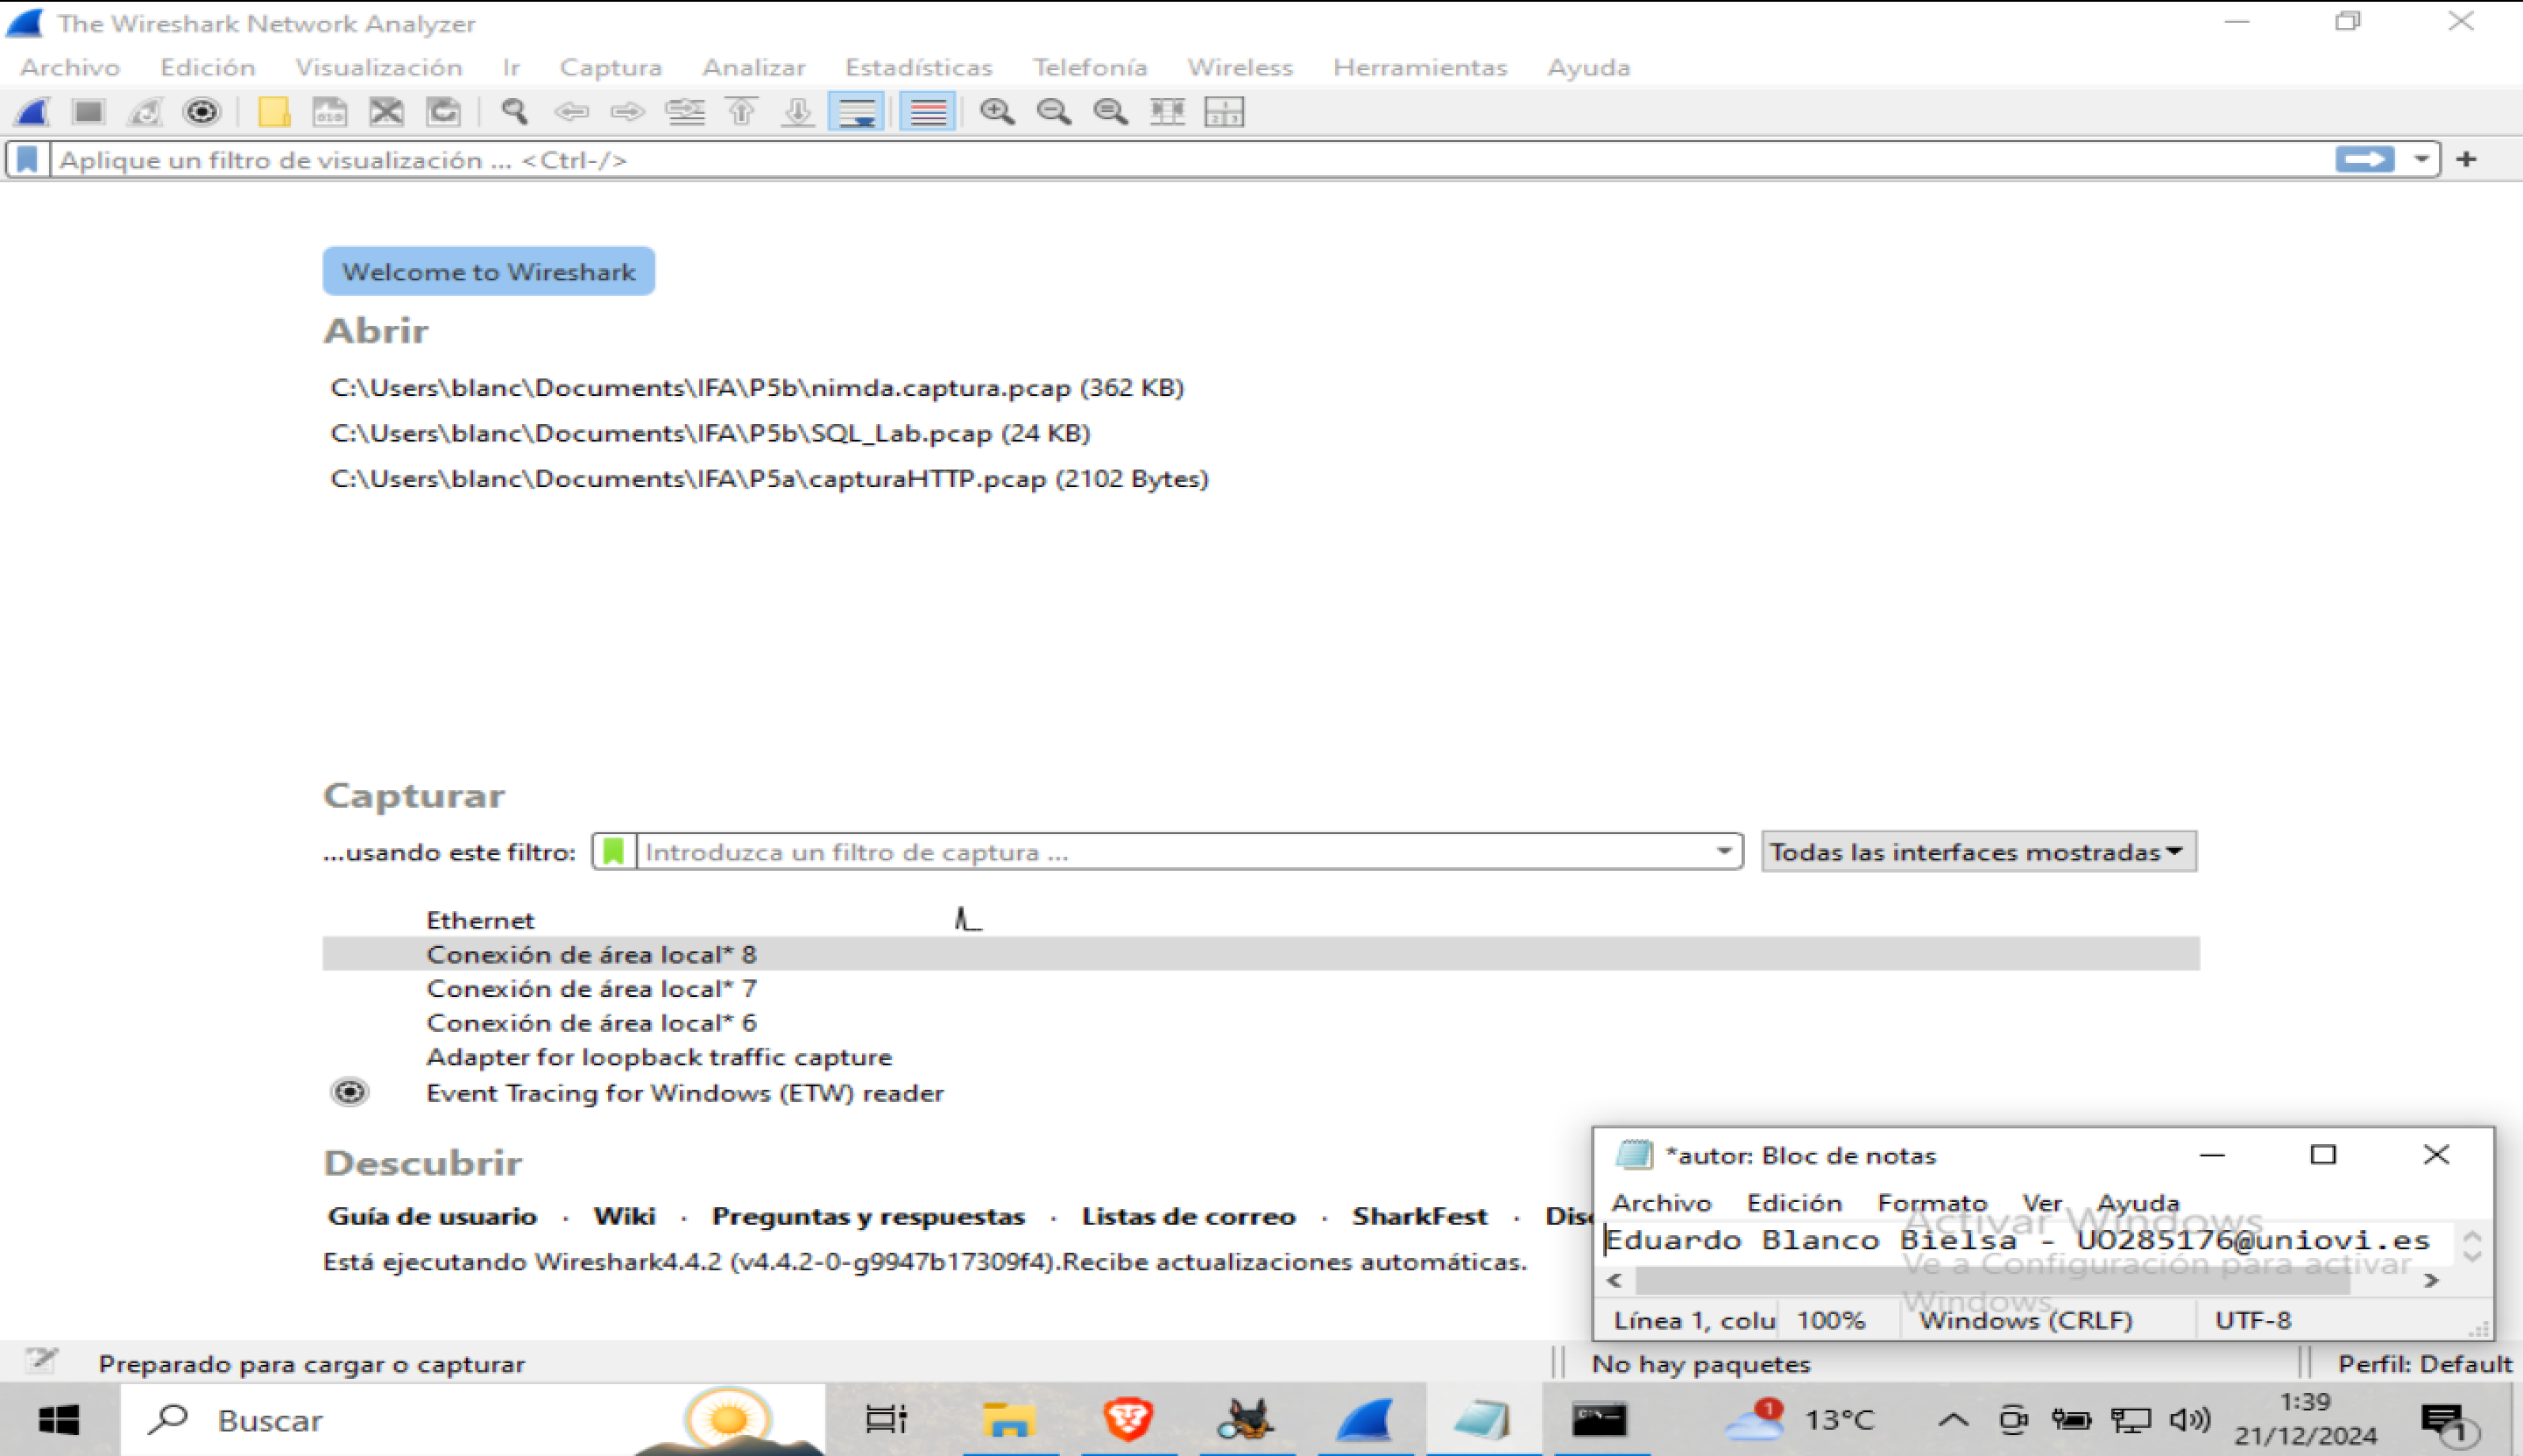 The Wireshark Network Analyzer
Archivo Edición Visualización Ir Captura Analizar Estadísticas Telefonía Wireless Herramientas Ayuda
Aplique un filtro de visualización ... <Ctrl-/>
Welcome to Wireshark
Abrir
C:\Users\blanc\Documents\IFA\P5b\nimda.captura.pcap (362 KB)
C:\Users\blanc\Documents\IFA\P5b\SQL_Lab.pcap (24 KB)
C:\Users\blanc\Documents\IFA\P5a\capturaHTTP.pcap (2102 Bytes)
Capturar
...usando este filtro: Introduzca un filtro de captura ... Todas las interfaces mostradas
Ethernet
Conexión de área local* 8
Conexión de área local* 7
Conexión de área local* 6
Adapter for loopback traffic capture
Event Tracing for Windows (ETW) reader
Descubrir
Guía de usuario · Wiki · Preguntas y respuestas · Listas de correo · SharkFest · Disc
Está ejecutando Wireshark4.4.2 (v4.4.2-0-g9947b17309f4).Recibe actualizaciones automáticas.
*autor: Bloc de notas
Archivo Edición Formato Ver Ayuda
Eduardo Blanco Bielsa - UO285176@uniovi.es
Activar Windows
Ve a Configuración para activar
Windows.
Línea 1, colu 100% Windows (CRLF) UTF-8
Preparado para cargar o capturar No hay paquetes Perfil: Default
Buscar 1 13°C 1:39
21/12/2024 1